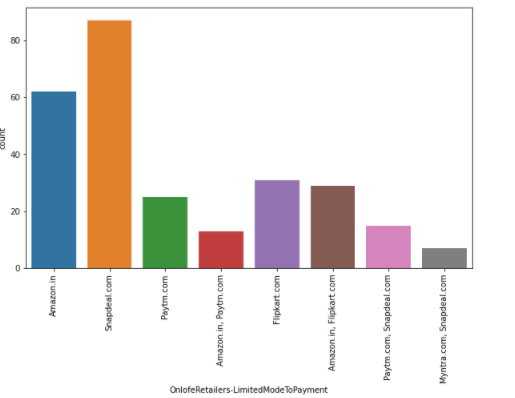 80
60
40
20
0
count
Amazon.in
Snapdeal.com
Paytm.com
Amazon.in, Paytm.com
Flipkart.com
Amazon.in, Flipkart.com
Paytm.com, Snapdeal.com
Myntra.com, Snapdeal.com
OnlofeRetailers-LimitedModeToPayment